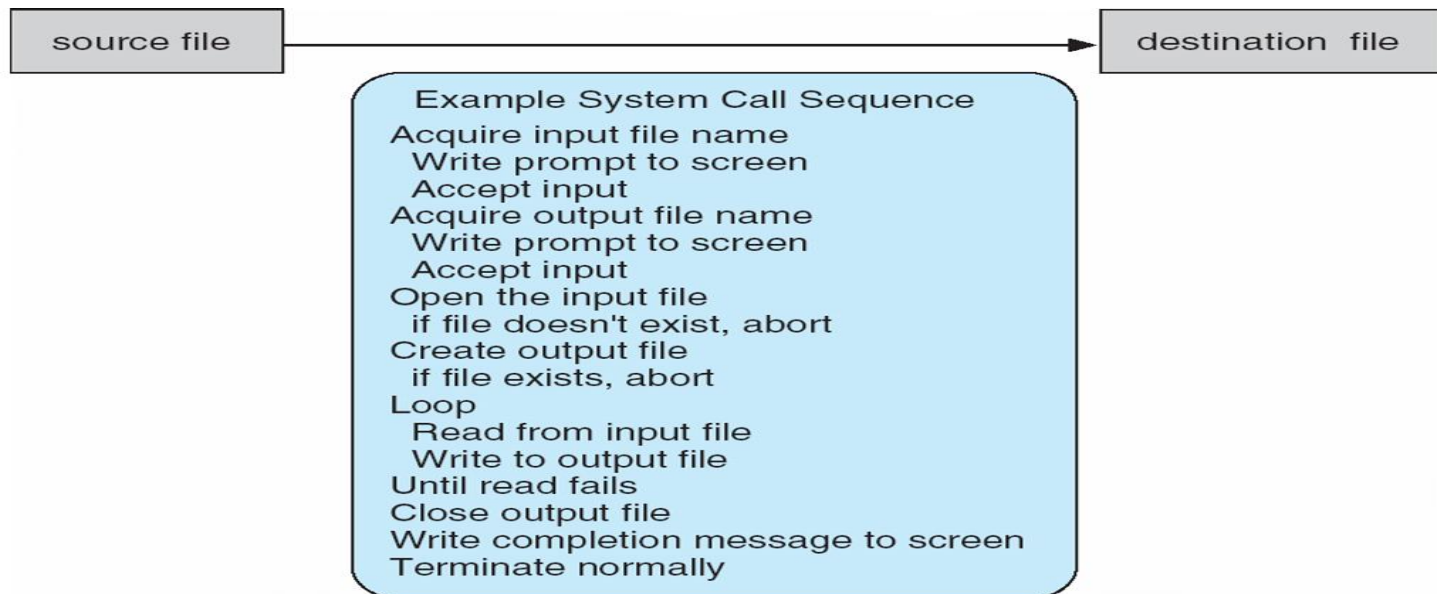 source file
destination file
Example System Call Sequence
Acquire input file name
Write prompt to screen
Accept input
Acquire output file name
Write prompt to screen
Accept input
Open the input file
if file doesn't exist, abort
Create output file
if file exists, abort
Loop
Read from input file
Write to output file
Until read fails
Close output file
Write completion message to screen
Terminate normally